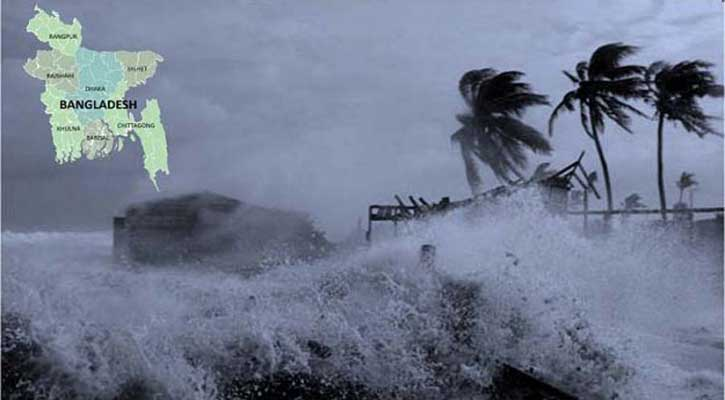 RANGPUR
RAJSHAHI
SYLHET
DHAKA
BANGLADESH
KHULNA
BARISAL
CHITTAGONG